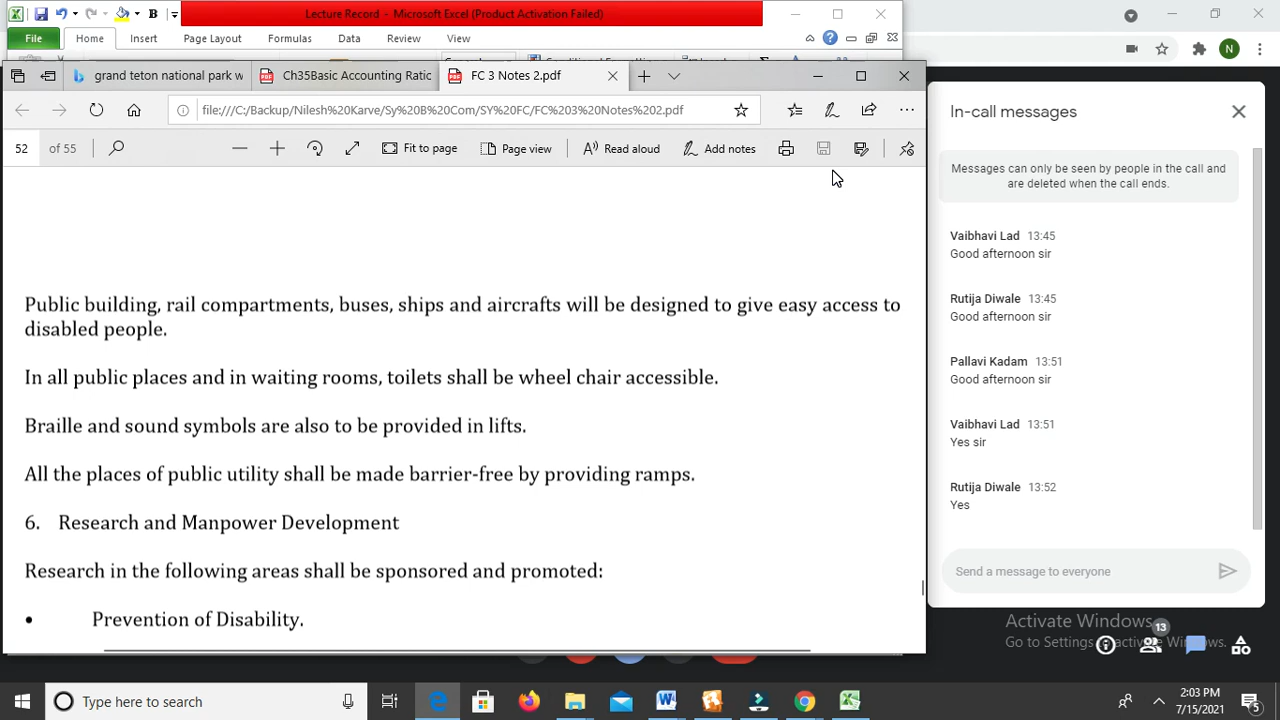 Lecture Record - Microsoft Excel (Product Activation Failed)
File Home Insert Page Layout Formulas Data Review View
grand teton national park w
Ch35Basic Accounting Ratic
FC 3 Notes 2.pdf
file:///C:/Backup/Nilesh%20Karve/Sy%20B%20Com/SY%20FC/FC%203%20Notes%202.pdf
52 of 55 Fit to page Page view Read aloud Add notes
Public building, rail compartments, buses, ships and aircrafts will be designed to give easy access to
disabled people.
In all public places and in waiting rooms, toilets shall be wheel chair accessible.
Braille and sound symbols are also to be provided in lifts.
All the places of public utility shall be made barrier-free by providing ramps.
6. Research and Manpower Development
Research in the following areas shall be sponsored and promoted:
• Prevention of Disability.
N
In-call messages
Messages can only be seen by people in the call and
are deleted when the call ends.
Vaibhavi Lad 13:45
Good afternoon sir
Rutija Diwale 13:45
Good afternoon sir
Pallavi Kadam 13:51
Good afternoon sir
Vaibhavi Lad 13:51
Yes sir
Rutija Diwale 13:52
Yes
Send a message to everyone
Activate Windows
Go to Settings to activate Windows.
13
Type here to search
2:03 PM
7/15/2021
5